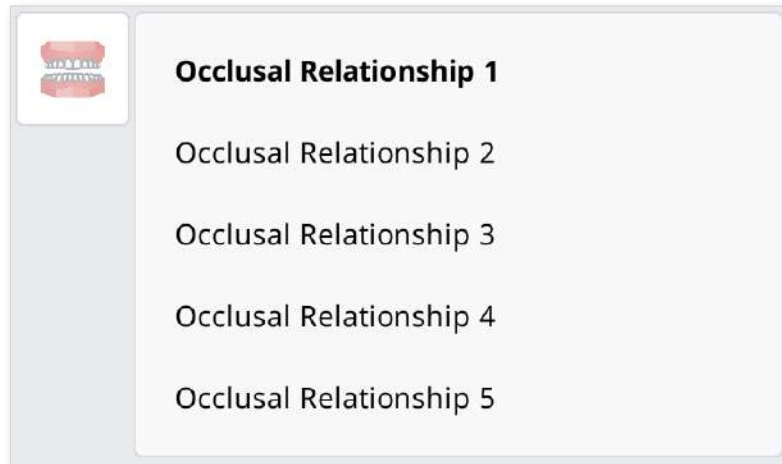 Occlusal Relationship 1
Occlusal Relationship 2
Occlusal Relationship 3
Occlusal Relationship 4
Occlusal Relationship 5